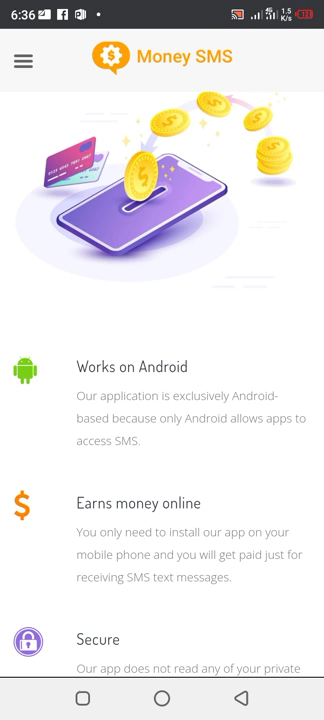 6:36
4G
1.5
K/s
Money SMS
Works on Android
Our application is exclusively Android-
based because only Android allows apps to
access SMS.
Earns money online
You only need to install our app on your
mobile phone and you will get paid just for
receiving SMS text messages.
Secure
Our app does not read any of your private